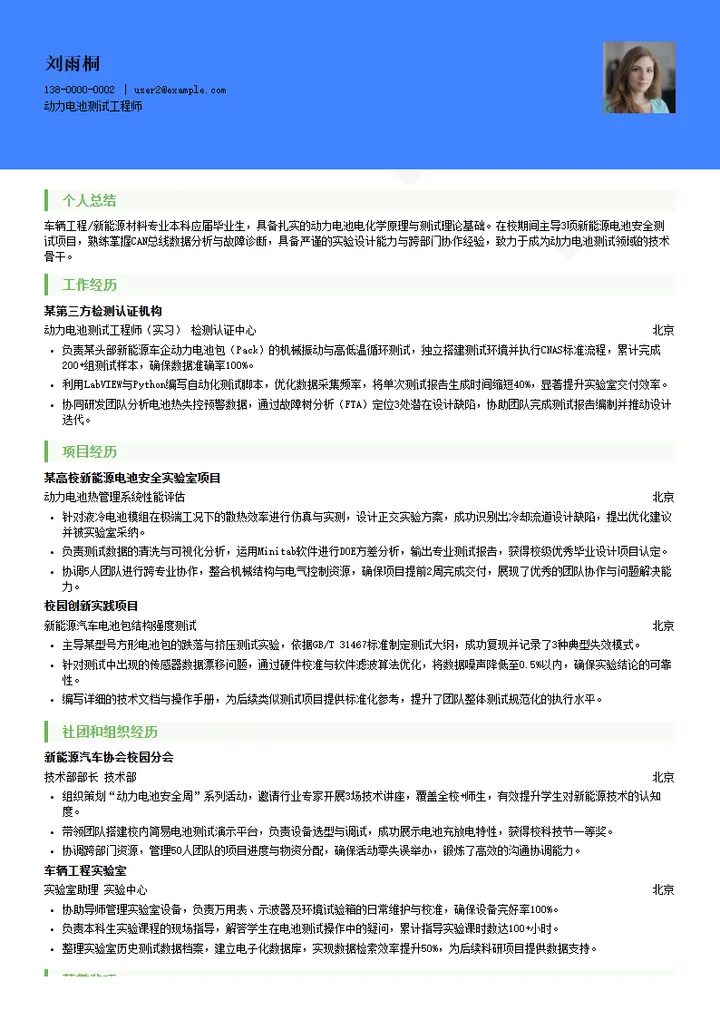 刘雨桐
138-0000-0002 | user2@example.com
动力电池测试工程师
个人总结
车辆工程/新能源材料专业本科应届毕业生，具备扎实的动力电池电化学原理与测试理论基础。在校期间主导3项新能源电池安全测
试项目，熟练掌握CAN总线数据分析与故障诊断，具备严谨的实验设计能力与跨部门协作经验，致力于成为动力电池测试领域的技术
骨干。
工作经历
某第三方检测认证机构
动力电池测试工程师（实习） 检测认证中心 北京
• 负责某头部新能源车企动力电池包（Pack）的机械振动与高低温循环测试，独立搭建测试环境并执行CNAS标准流程，累计完成
200+组测试样本，确保数据准确率100%。
• 利用LabVIEW与Python编写自动化测试脚本，优化数据采集频率，将单次测试报告生成时间缩短40%，显著提升实验室交付效率。
• 协同研发团队分析电池热失控预警数据，通过故障树分析（FTA）定位3处潜在设计缺陷，协助团队完成测试报告编制并推动设计
迭代。
项目经历
某高校新能源电池安全实验室项目
动力电池热管理系统性能评估 北京
• 针对液冷电池模组在极端工况下的散热效率进行仿真与实测，设计正交实验方案，成功识别出冷却流道设计缺陷，提出优化建议
并被实验室采纳。
• 负责测试数据的清洗与可视化分析，运用Minitab软件进行DOE方差分析，输出专业测试报告，获得校级优秀毕业设计项目认定。
• 协调5人团队进行跨专业协作，整合机械结构与电气控制资源，确保项目提前2周完成交付，展现了优秀的团队协作与问题解决能
力。
校园创新实践项目
新能源汽车电池包结构强度测试 北京
• 主导某型号方形电池包的跌落与挤压测试实验，依据GB/T 31467标准制定测试大纲，成功复现并记录了3种典型失效模式。
• 针对测试中出现的传感器数据漂移问题，通过硬件校准与软件滤波算法优化，将数据噪声降低至0.5%以内，确保实验结论的可靠
性。
• 编写详细的技术文档与操作手册，为后续类似测试项目提供标准化参考，提升了团队整体测试规范化的执行水平。
社团和组织经历
新能源汽车协会校园分会
技术部部长 技术部 北京
• 组织策划“动力电池安全周”系列活动，邀请行业专家开展3场技术讲座，覆盖全校+师生，有效提升学生对新能源技术的认知
度。
• 带领团队搭建校内简易电池测试演示平台，负责设备选型与调试，成功展示电池充放电特性，获得校科技节一等奖。
• 协调跨部门资源，管理50人团队的项目进度与物资分配，确保活动零失误举办，锻炼了高效的沟通协调能力。
车辆工程实验室
实验室助理 实验中心 北京
• 协助导师管理实验室设备，负责万用表、示波器及环境试验箱的日常维护与校准，确保设备完好率100%。
• 负责本科生实验课程的现场指导，解答学生在电池测试操作中的疑问，累计指导实验课时数达100+小时。
• 整理实验室历史测试数据档案，建立电子化数据库，实现数据检索效率提升50%，为后续科研项目提供数据支持。